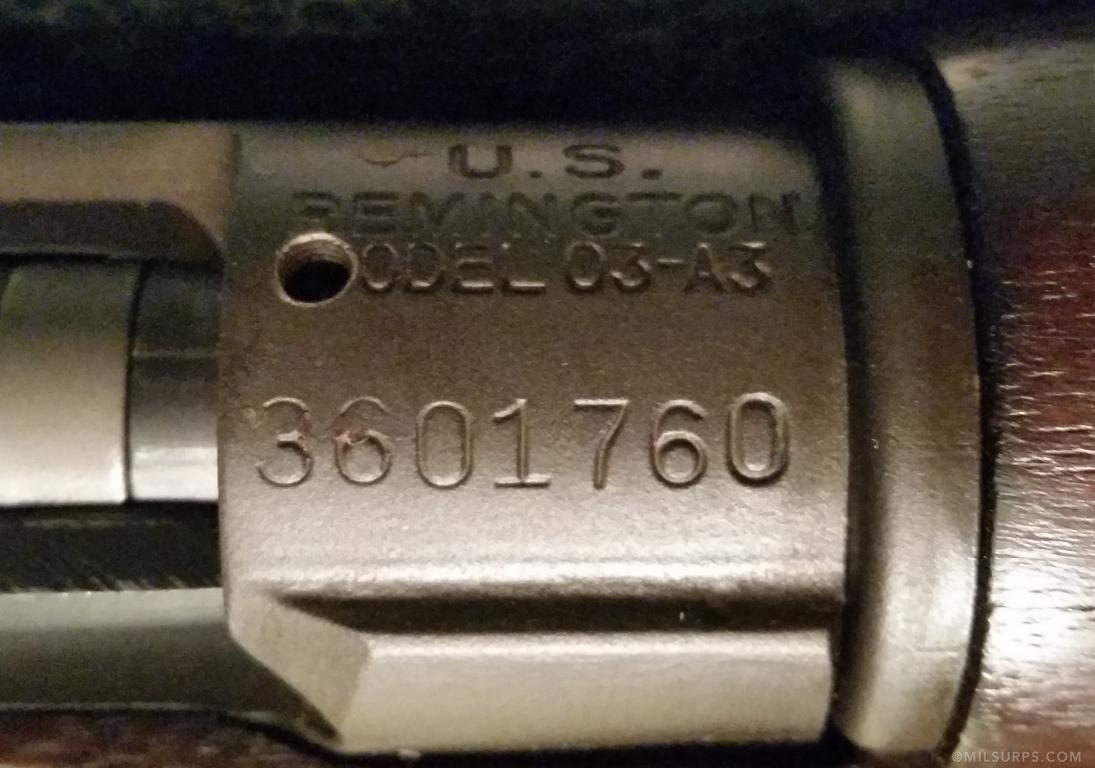 U.S.
REMINGTON
ODEL 03-A3
3601760
©MILSURPS.COM